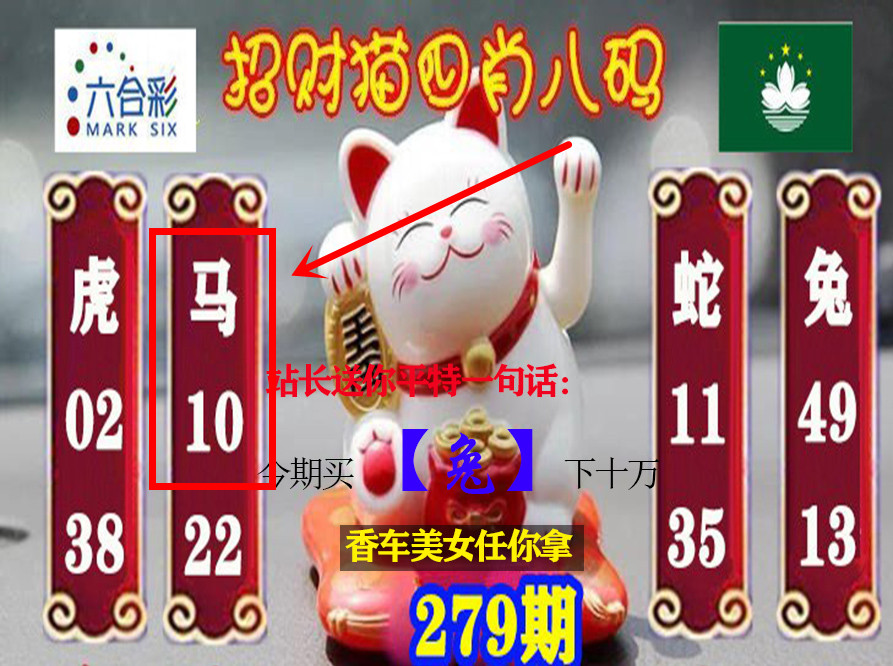 招财猫四肖八码
六合彩
MARK SIX
虎
02
38
马
10
22
蛇
11
35
兔
49
13
站长送你平特一句话：
今期买【兔】下十万
香车美女任你拿
279期